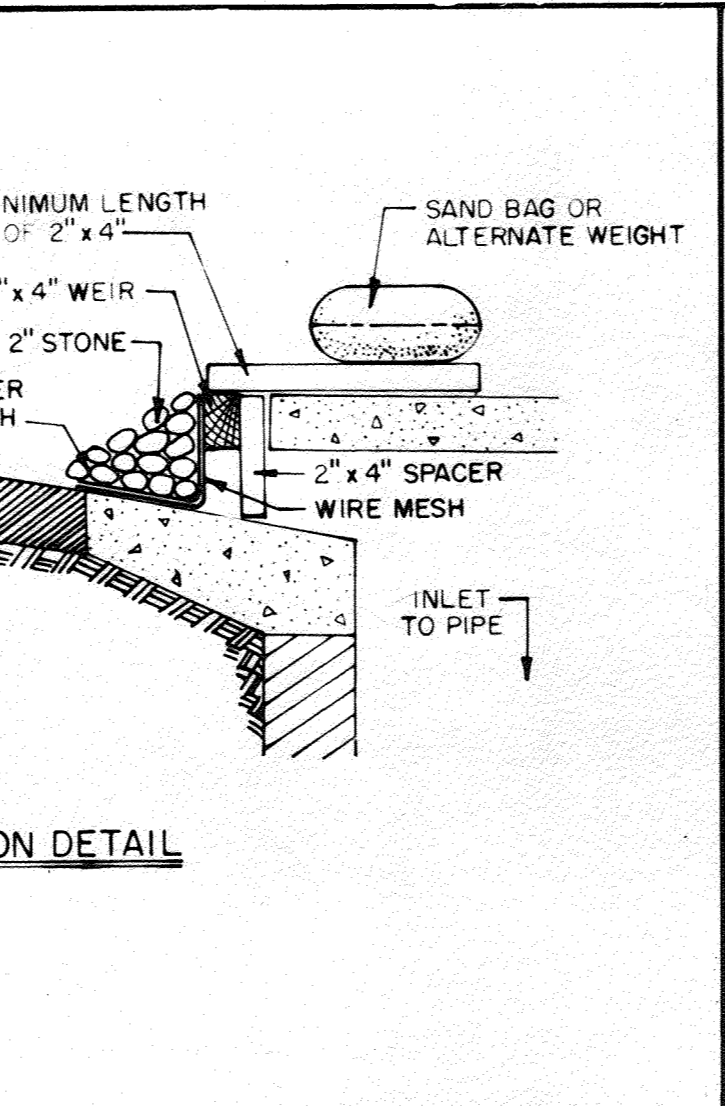 NIMUM LENGTH
OF 2" x 4"
" x 4" WEIR
2" STONE
ER
H
SAND BAG OR
ALTERNATE WEIGHT
2" x 4" SPACER
WIRE MESH
INLET
TO PIPE
ON DETAIL